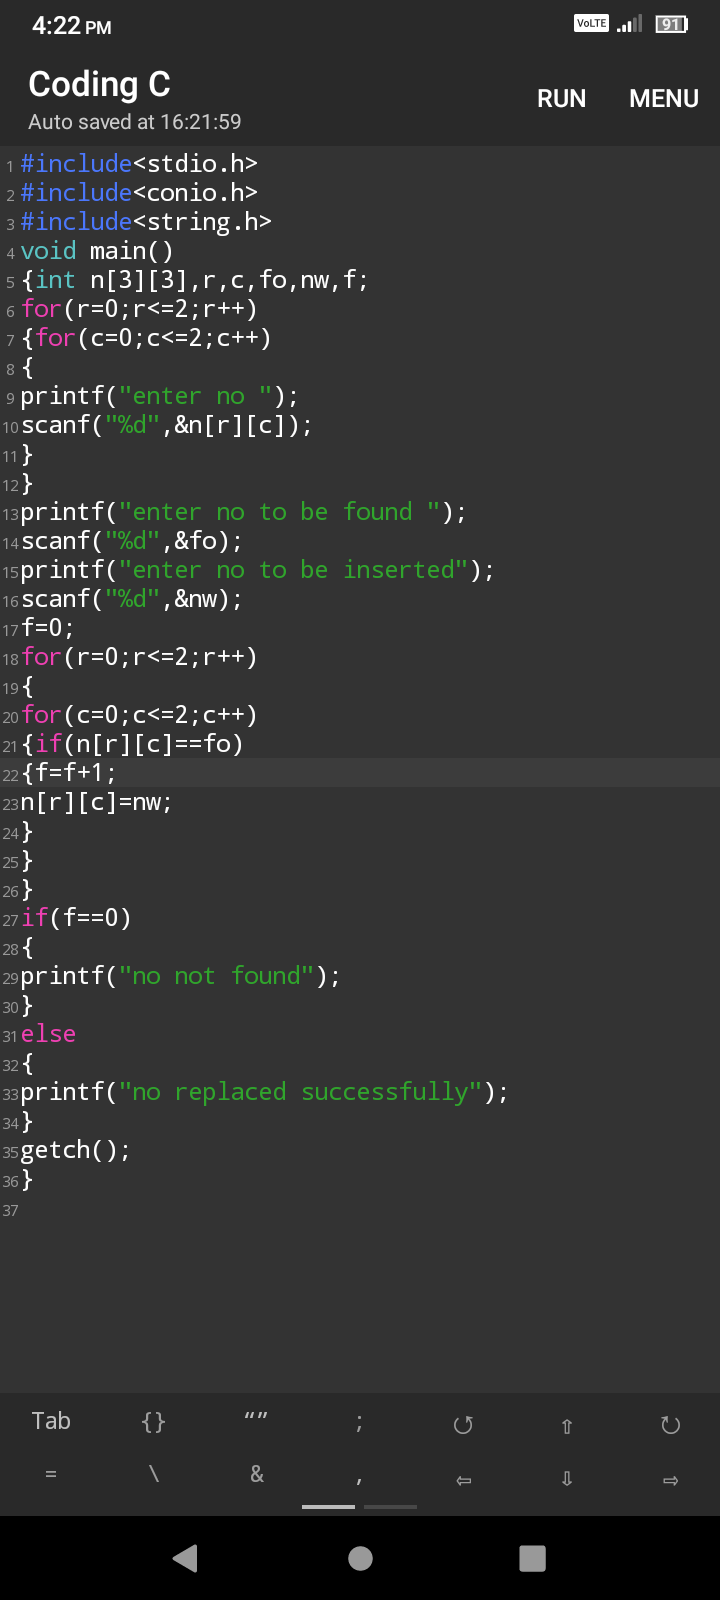 4:22 PM
VoLTE
91
Coding C
RUN
MENU
Auto saved at 16:21:59
1 #include<stdio.h>
2 #include<conio.h>
3 #include<string.h>
4 void main()
5 {int n[3][3],r,c,fo,nw,f;
6 for(r=0;r<=2;r++)
7 {for(c=0;c<=2;c++)
8 {
9 printf("enter no ");
10 scanf("%d",&n[r][c]);
11 }
12 }
13 printf("enter no to be found ");
14 scanf("%d",&fo);
15 printf("enter no to be inserted");
16 scanf("%d",&nw);
17 f=0;
18 for(r=0;r<=2;r++)
19 {
20 for(c=0;c<=2;c++)
21 {if(n[r][c]==fo)
22 {f=f+1;
23 n[r][c]=nw;
24 }
25 }
26 }
27 if(f==0)
28 {
29 printf("no not found");
30 }
31 else
32 {
33 printf("no replaced successfully");
34 }
35 getch();
36 }
37
Tab {} “” ; ↺ ⇧ ↻
= \ & , ⇦ ⇩ ⇨